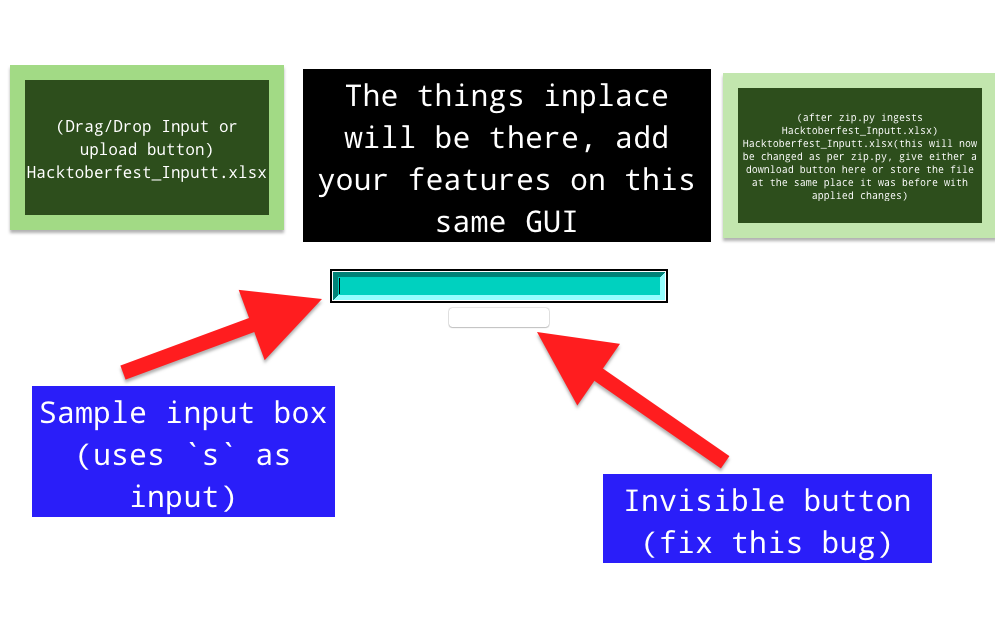 (Drag/Drop Input or
upload button)
Hacktoberfest_Inputt.xlsx
The things inplace
will be there, add
your features on this
same GUI
(after zip.py ingests
Hacktoberfest_Inputt.xlsx)
Hacktoberfest_Inputt.xlsx(this will now
be changed as per zip.py, give either a
download button here or store the file
at the same place it was before with
applied changes)
Sample input box
(uses `s` as
input)
Invisible button
(fix this bug)